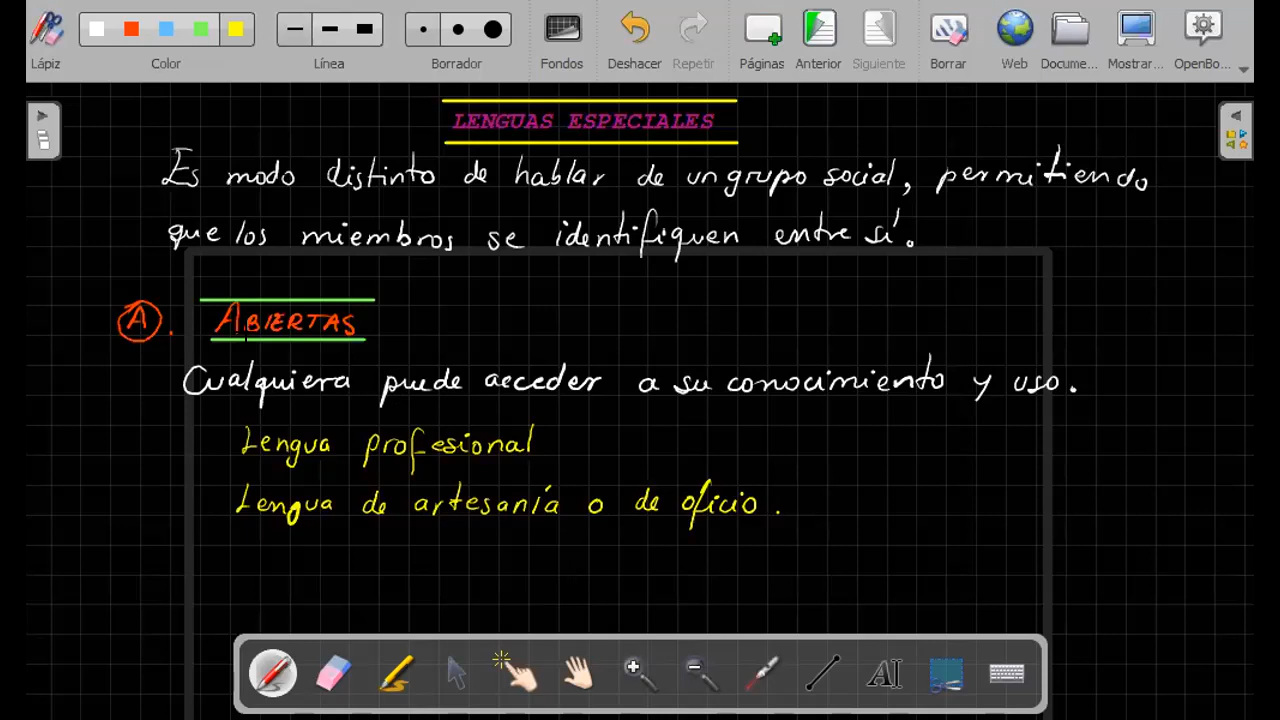 Lápiz Color Línea Borrador Fondos Deshacer Repetir Páginas Anterior Siguiente Borrar Web Docume... Mostrar... OpenBo...
LENGUAS ESPECIALES
Es modo distinto de hablar de un grupo social, permitiendo
que los miembros se identifiquen entre sí.
A. ABIERTAS
Cualquiera puede acceder a su conocimiento y uso.
Lengua profesional
Lengua de artesanía o de oficio.
AI